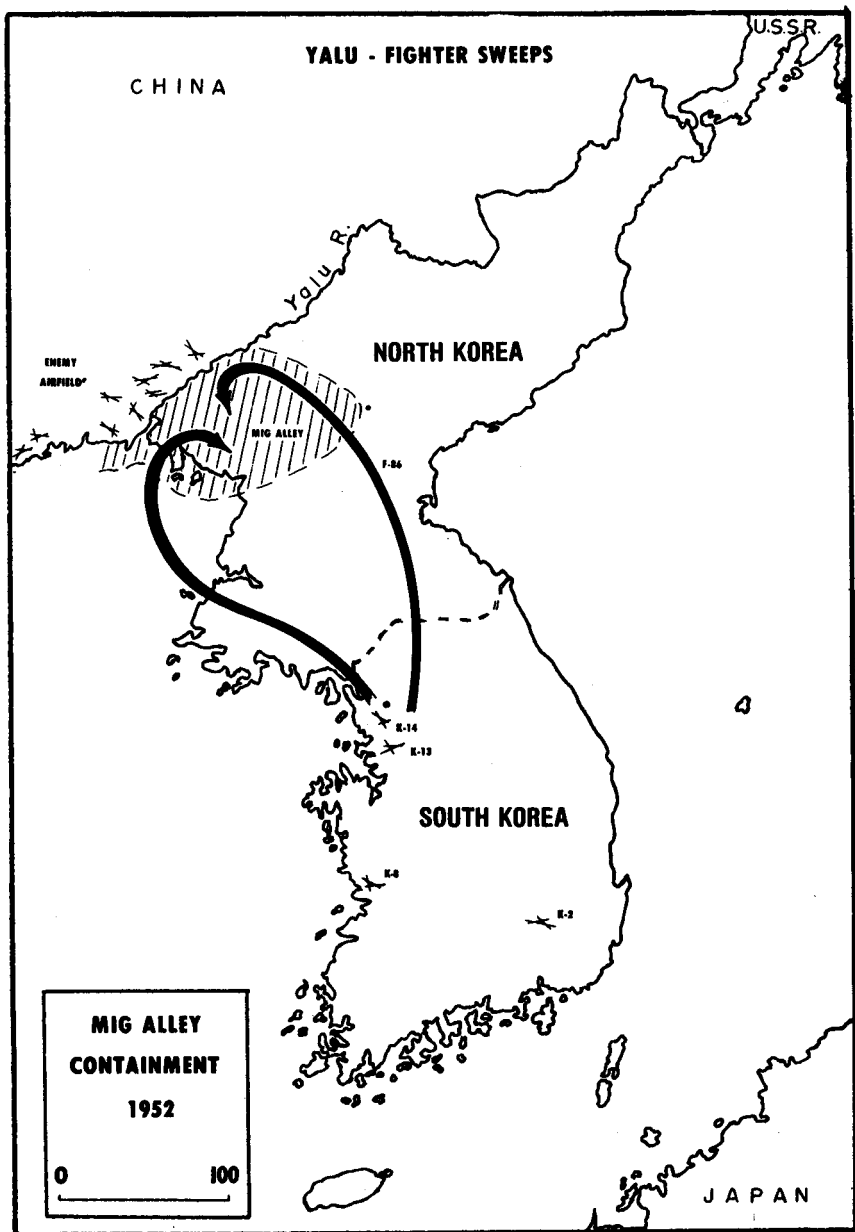 U.S.S.R.
YALU - FIGHTER SWEEPS
CHINA
Yalu R.
NORTH KOREA
ENEMY
AIRFIELDS
MIG ALLEY
F-86
K-14
K-13
SOUTH KOREA
K-8
K-2
MIG ALLEY
CONTAINMENT
1952
0 100
JAPAN